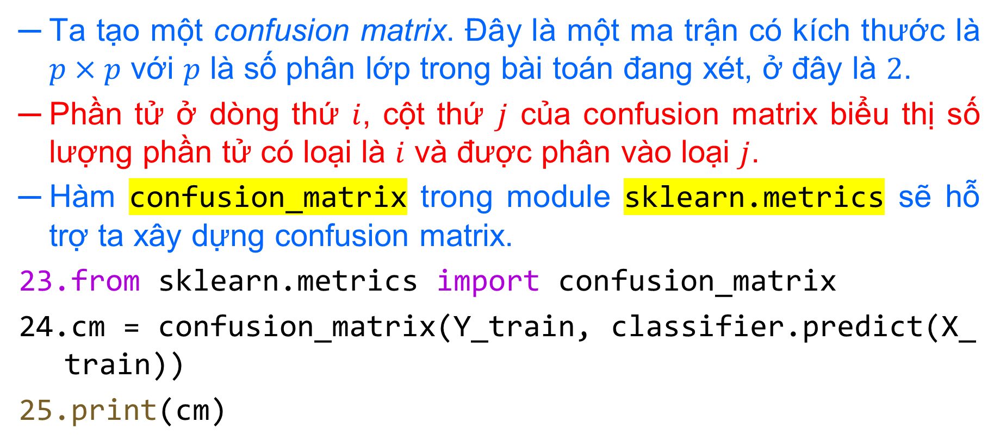 – Ta tạo một confusion matrix. Đây là một ma trận có kích thước là
p × p với p là số phân lớp trong bài toán đang xét, ở đây là 2.
– Phần tử ở dòng thứ i, cột thứ j của confusion matrix biểu thị số
lượng phần tử có loại là i và được phân vào loại j.
– Hàm confusion_matrix trong module sklearn.metrics sẽ hỗ
trợ ta xây dựng confusion matrix.
23.from sklearn.metrics import confusion_matrix
24.cm = confusion_matrix(Y_train, classifier.predict(X_
train))
25.print(cm)